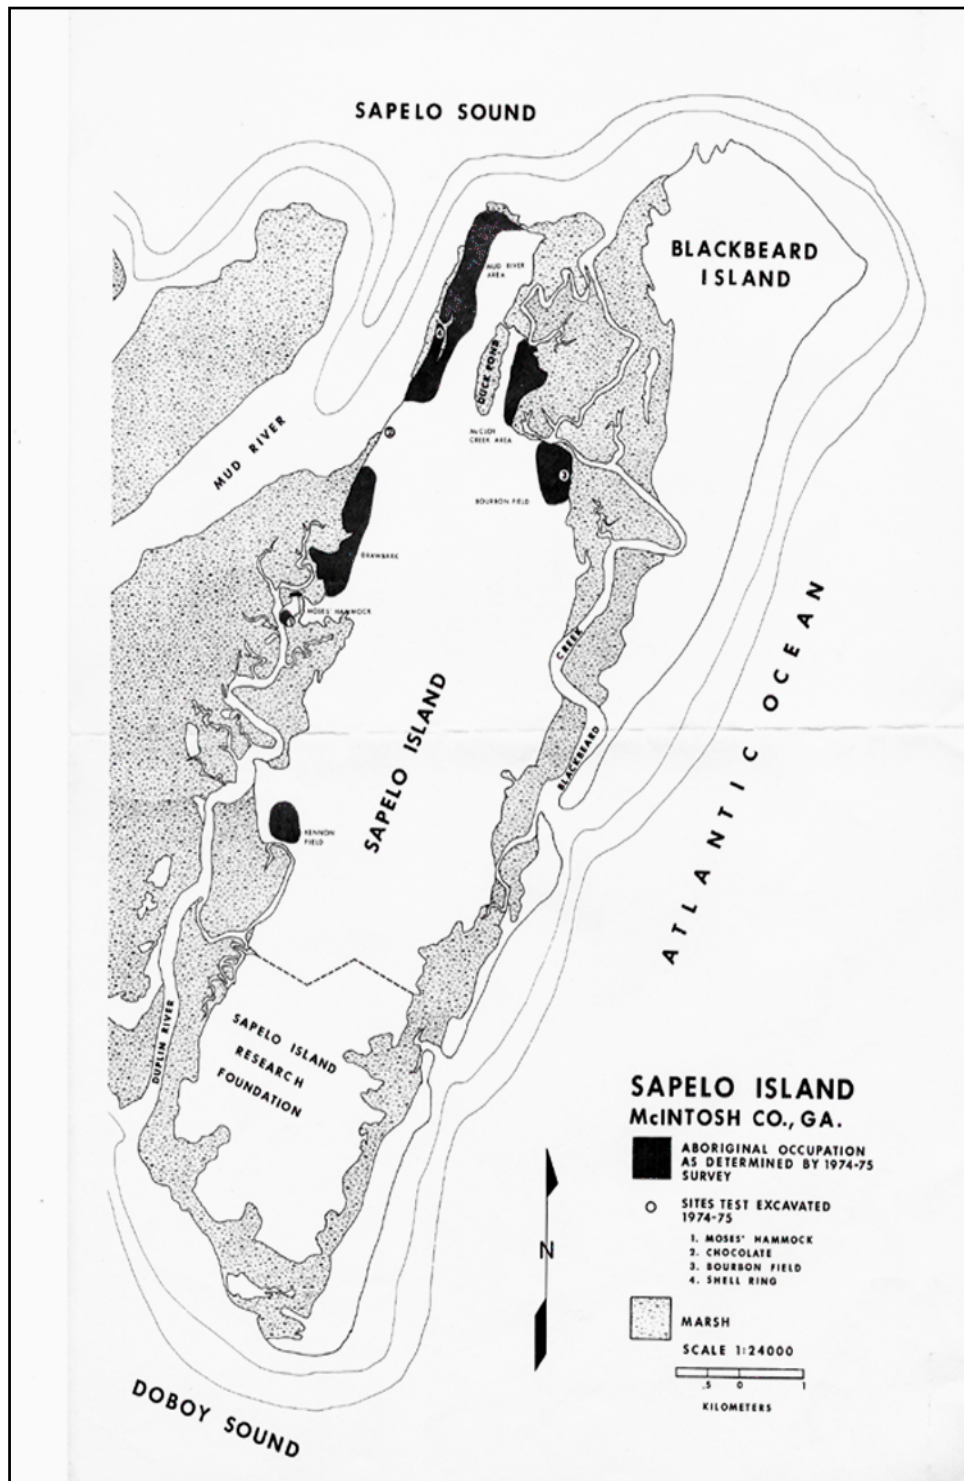 SAPELO SOUND
BLACKBEARD
ISLAND
MUD RIVER
AREA
DUCK POND
McCLOY
CREEK AREA
MUD RIVER
BOURBON FIELD
3
DRAWBARK
MOSES' HAMMOCK
CREEK
BLACKBEARD
SAPELO ISLAND
ATLANTIC OCEAN
KENNON
FIELD
DUPLIN RIVER
SAPELO ISLAND
RESEARCH
FOUNDATION
DOBOY SOUND
SAPELO ISLAND
McINTOSH CO., GA.
ABORIGINAL OCCUPATION
AS DETERMINED BY 1974-75
SURVEY
SITES TEST EXCAVATED
1974-75
1. MOSES' HAMMOCK
2. CHOCOLATE
3. BOURBON FIELD
4. SHELL RING
N
MARSH
SCALE 1:24000
.5 0 1
KILOMETERS